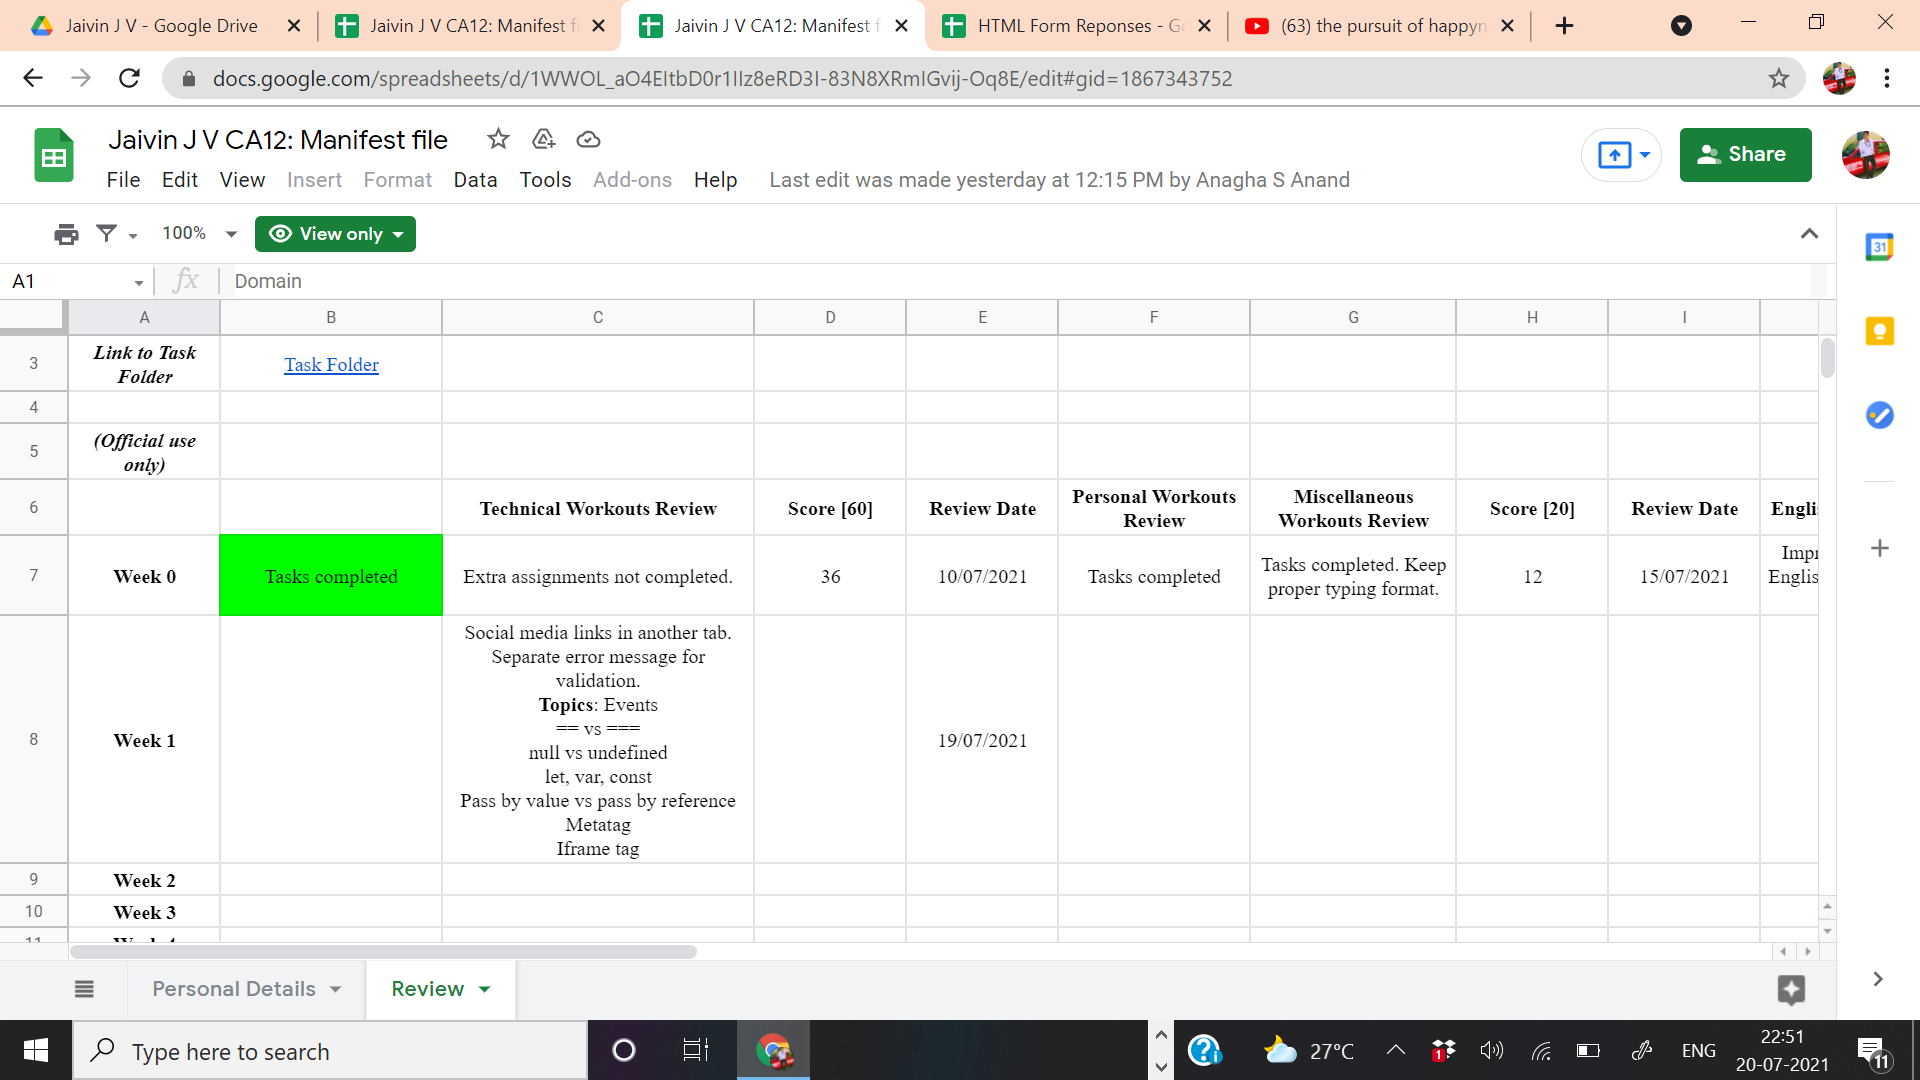 Jaivin J V - Google Drive
Jaivin J V CA12: Manifest f
Jaivin J V CA12: Manifest f
HTML Form Reponses - G
(63) the pursuit of happyn
docs.google.com/spreadsheets/d/1WWOL_aO4EItbD0r1IIz8eRD3I-83N8XRmIGvij-Oq8E/edit#gid=1867343752
Jaivin J V CA12: Manifest file
File Edit View Insert Format Data Tools Add-ons Help Last edit was made yesterday at 12:15 PM by Anagha S Anand
Share
100%
View only
31
A1
fx
Domain
A B C D E F G H I
3
Link to Task
Folder
Task Folder
4
5
(Official use
only)
6
Technical Workouts Review
Score [60]
Review Date
Personal Workouts
Review
Miscellaneous
Workouts Review
Score [20]
Review Date
Engli
7
Week 0
Tasks completed
Extra assignments not completed.
36
10/07/2021
Tasks completed
Tasks completed. Keep
proper typing format.
12
15/07/2021
Impr
Englis
8
Week 1
Social media links in another tab.
Separate error message for
validation.
Topics: Events
== vs ===
null vs undefined
let, var, const
Pass by value vs pass by reference
Metatag
Iframe tag
19/07/2021
9
Week 2
10
Week 3
Personal Details
Review
Type here to search
1
27°C
ENG
22:51
20-07-2021
11